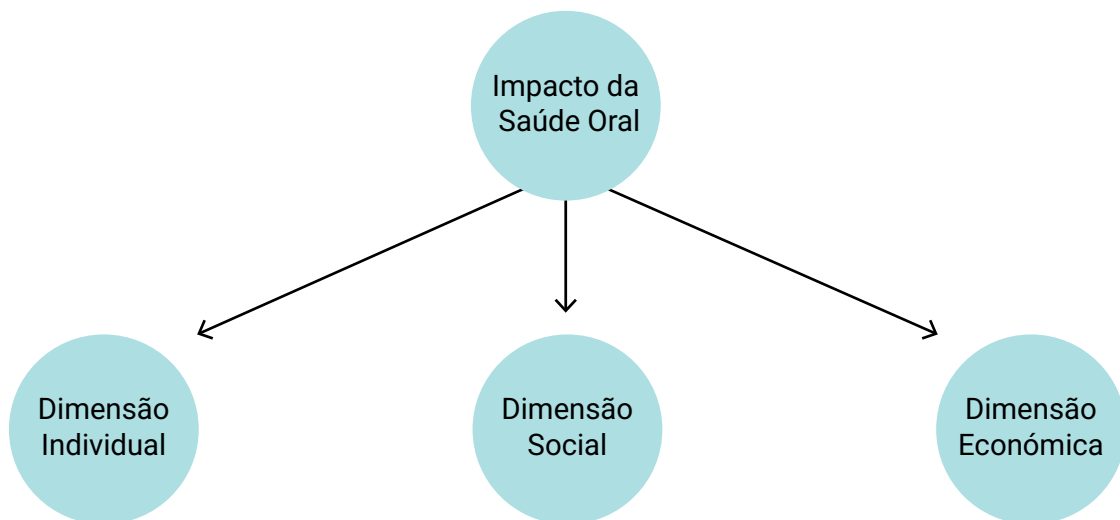 Impacto da
Saúde Oral
Dimensão
Individual
Dimensão
Social
Dimensão
Económica